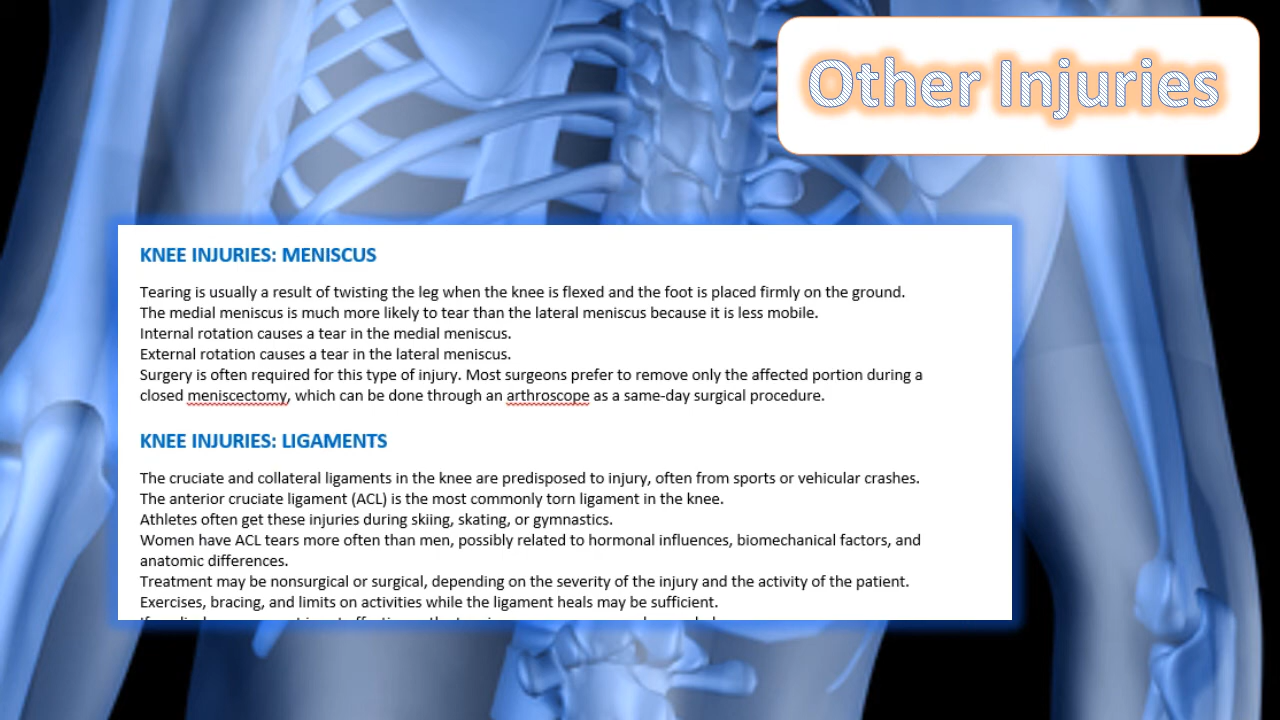 Other Injuries
KNEE INJURIES: MENISCUS
Tearing is usually a result of twisting the leg when the knee is flexed and the foot is placed firmly on the ground.
The medial meniscus is much more likely to tear than the lateral meniscus because it is less mobile.
Internal rotation causes a tear in the medial meniscus.
External rotation causes a tear in the lateral meniscus.
Surgery is often required for this type of injury. Most surgeons prefer to remove only the affected portion during a
closed meniscectomy, which can be done through an arthroscope as a same-day surgical procedure.
KNEE INJURIES: LIGAMENTS
The cruciate and collateral ligaments in the knee are predisposed to injury, often from sports or vehicular crashes.
The anterior cruciate ligament (ACL) is the most commonly torn ligament in the knee.
Athletes often get these injuries during skiing, skating, or gymnastics.
Women have ACL tears more often than men, possibly related to hormonal influences, biomechanical factors, and
anatomic differences.
Treatment may be nonsurgical or surgical, depending on the severity of the injury and the activity of the patient.
Exercises, bracing, and limits on activities while the ligament heals may be sufficient.